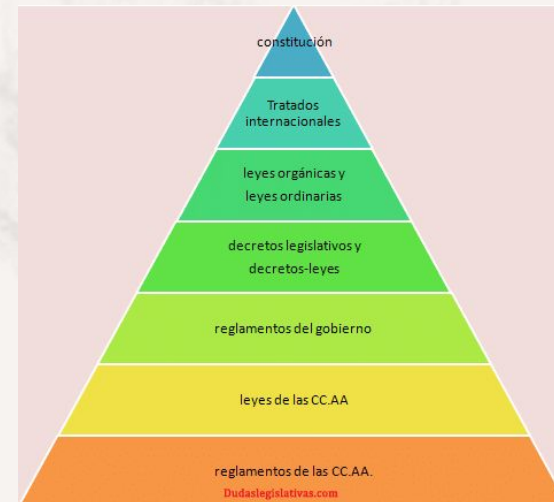 constitución
Tratados
internacionales
leyes orgánicas y
leyes ordinarias
decretos legislativos y
decretos-leyes
reglamentos del gobierno
leyes de las CC.AA
reglamentos de las CC.AA.
Dudaslegislativas.com